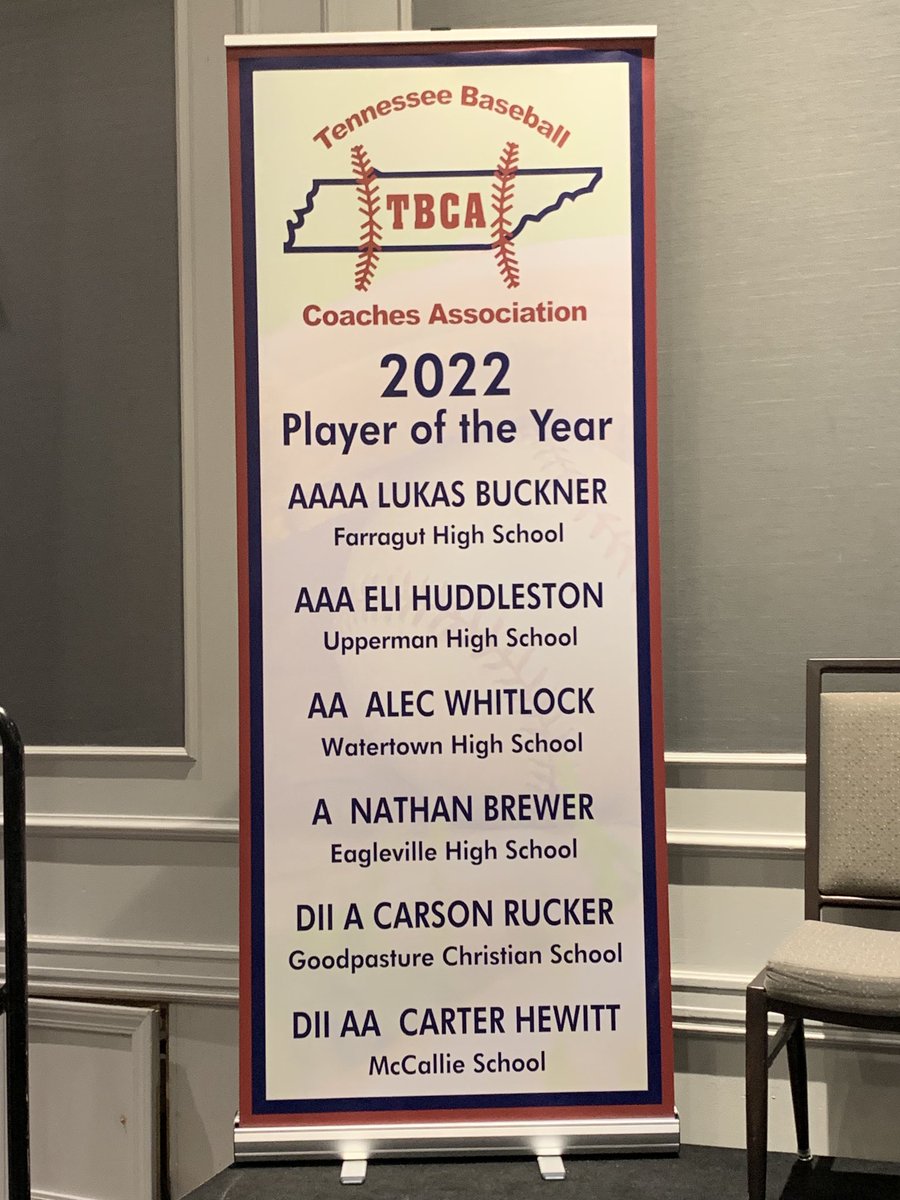 Tennessee Baseball
TBCA
Coaches Association
2022
Player of the Year
AAAA LUKAS BUCKNER
Farragut High School
AAA ELI HUDDLESTON
Upperman High School
AA ALEC WHITLOCK
Watertown High School
A NATHAN BREWER
Eagleville High School
DII A CARSON RUCKER
Goodpasture Christian School
DII AA CARTER HEWITT
McCallie School